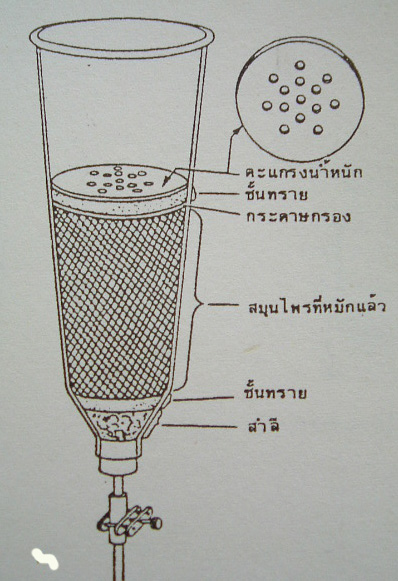 ตะแกรงน้ำหนัก
ชั้นทราย
กระดาษกรอง
สมุนไพรที่หมักแล้ว
ชั้นทราย
สำลี